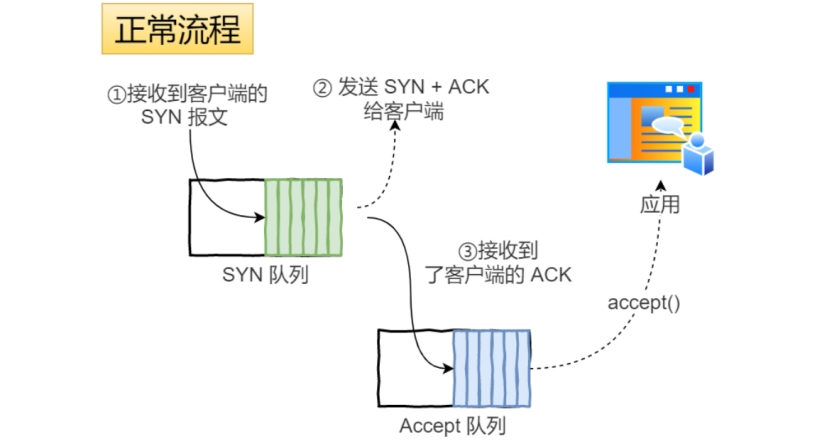 正常流程
①接收到客户端的
SYN 报文
② 发送 SYN + ACK
给客户端
应用
SYN 队列
③接收到
了客户端的 ACK
accept()
Accept 队列